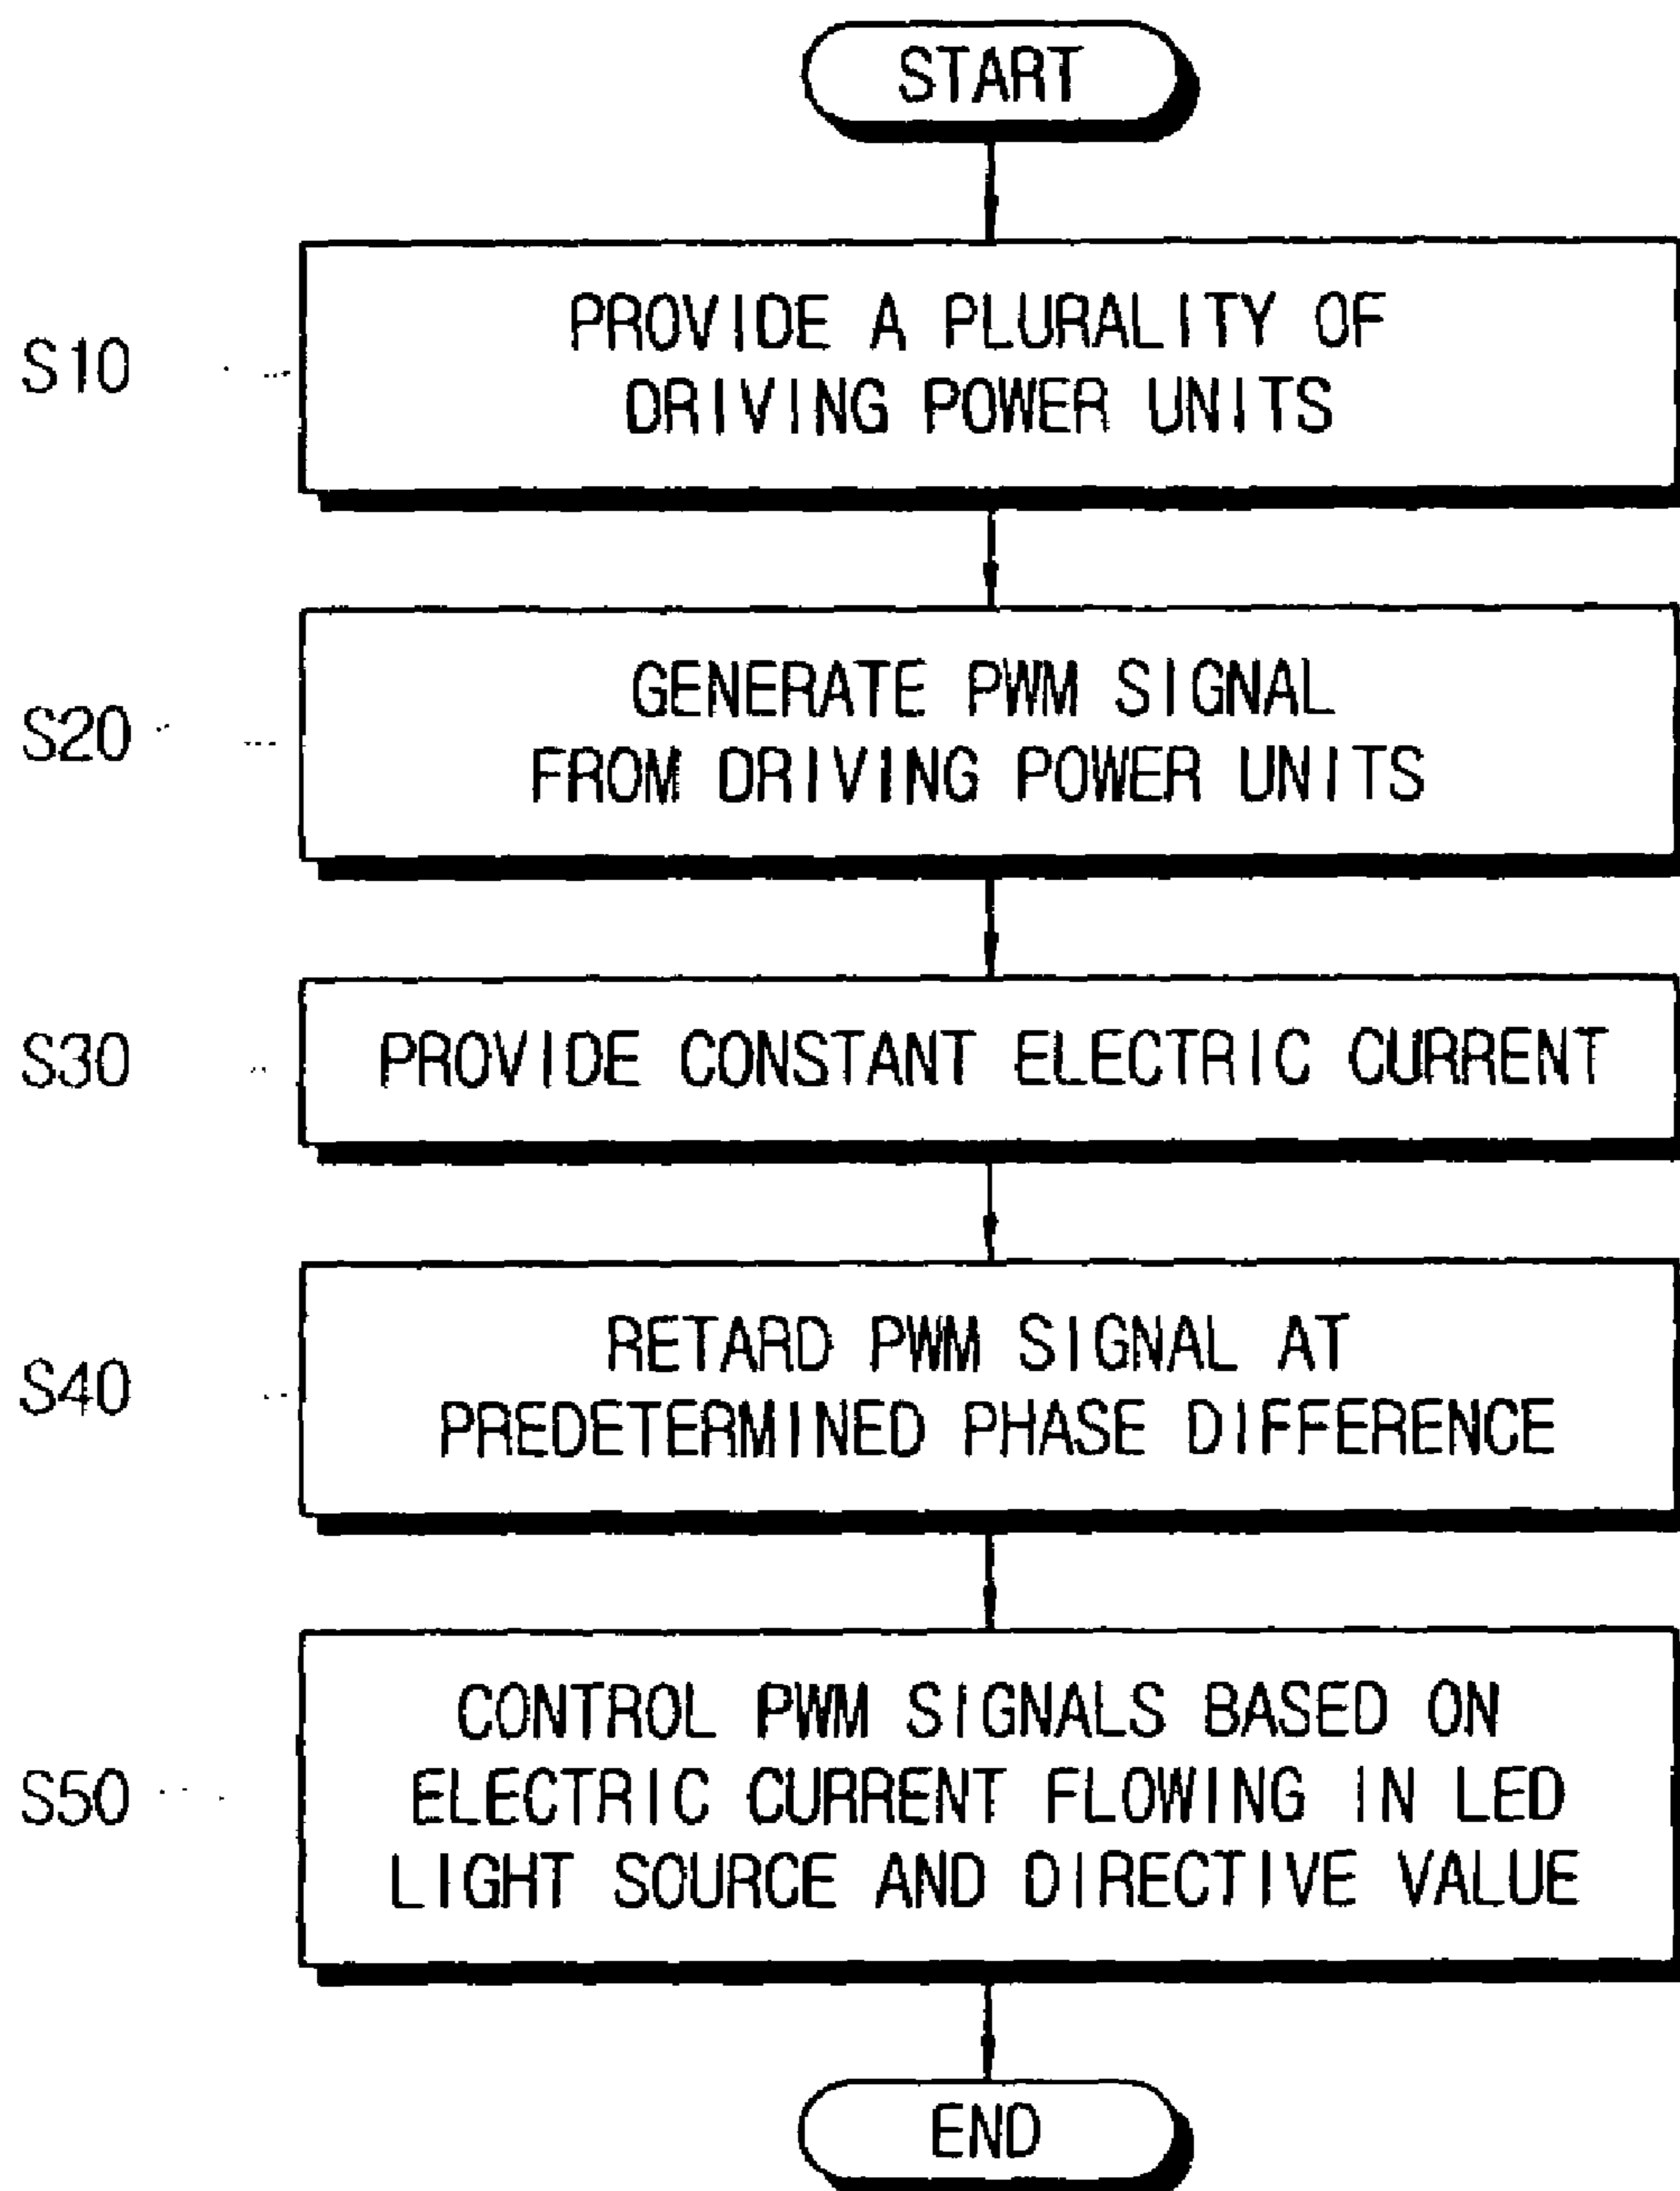 START
S10
PROVIDE A PLURALITY OF
DRIVING POWER UNITS
S20
GENERATE PWM SIGNAL
FROM DRIVING POWER UNITS
S30
PROVIDE CONSTANT ELECTRIC CURRENT
S40
RETARD PWM SIGNAL AT
PREDETERMINED PHASE DIFFERENCE
S50
CONTROL PWM SIGNALS BASED ON
ELECTRIC CURRENT FLOWING IN LED
LIGHT SOURCE AND DIRECTIVE VALUE
END